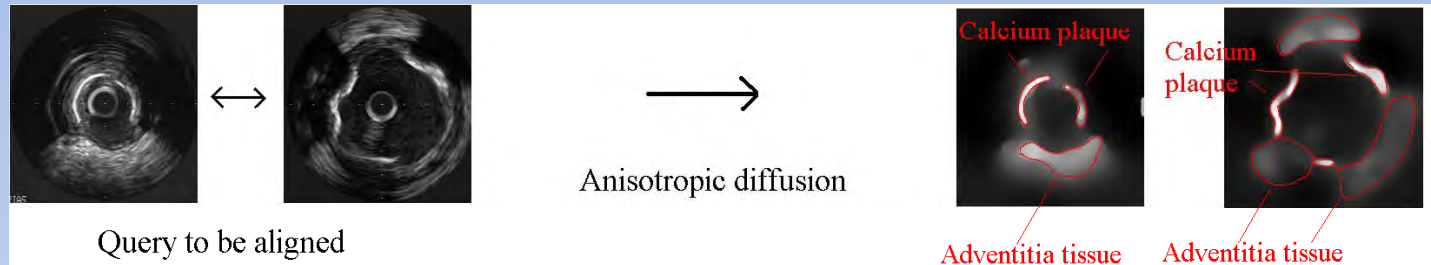 Query to be aligned
Anisotropic diffusion
Calcium plaque
Adventitia tissue
Calcium
plaque
Adventitia tissue